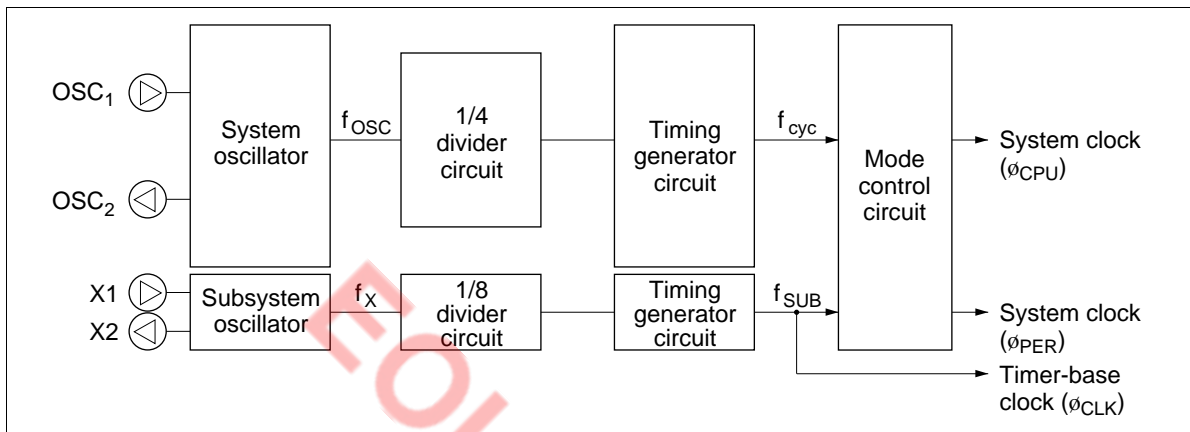 OSC1
OSC2
System
oscillator
fOSC
1/4
divider
circuit
Timing
generator
circuit
fcyc
Mode
control
circuit
System clock
(øCPU)
X1
X2
Subsystem
oscillator
fX
1/8
divider
circuit
Timing
generator
circuit
fSUB
System clock
(øPER)
Timer-base
clock (øCLK)